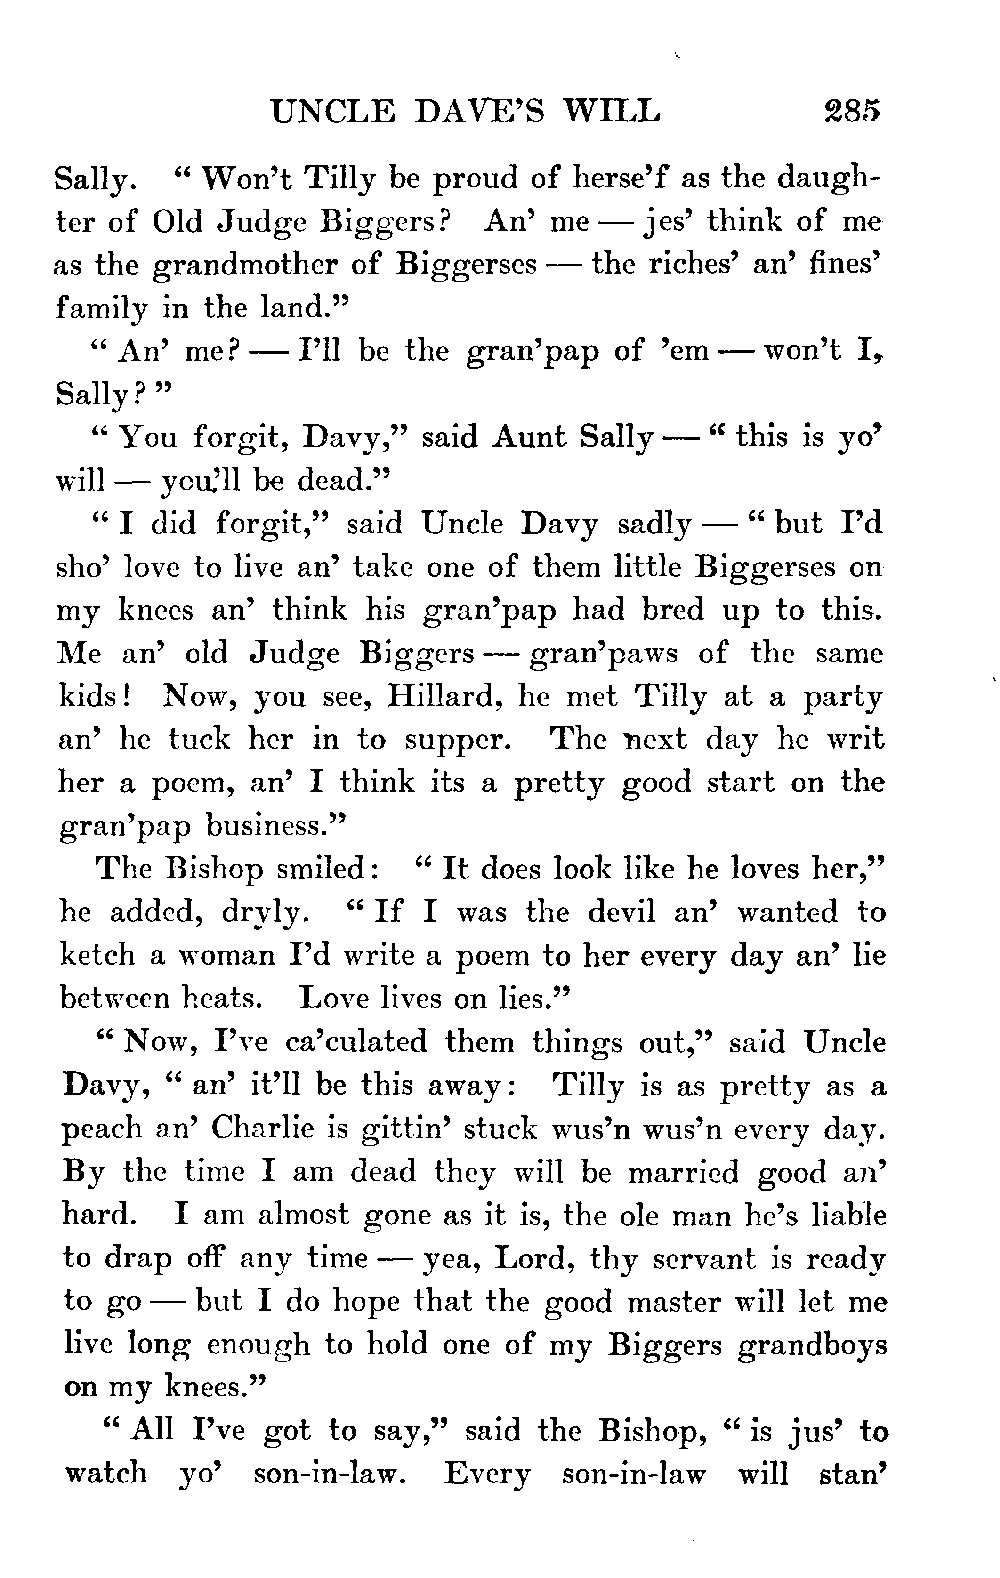 UNCLE DAVE'S WILL 285
Sally. "Won't Tilly be proud of herse'f as the daugh-
ter of Old Judge Biggers? An' me — jes' think of me
as the grandmother of Biggerses — the riches' an' fines'
family in the land."
"An' me? — I'll be the gran'pap of 'em — won't I,
Sally?"
"You forgit, Davy," said Aunt Sally — "this is yo'
will — you'll be dead."
"I did forgit," said Uncle Davy sadly — "but I'd
sho' love to live an' take one of them little Biggerses on
my knees an' think his gran'pap had bred up to this.
Me an' old Judge Biggers — gran'paws of the same
kids! Now, you see, Hillard, he met Tilly at a party
an' he tuck her in to supper. The next day he writ
her a poem, an' I think its a pretty good start on the
gran'pap business."
The Bishop smiled: "It does look like he loves her,"
he added, dryly. "If I was the devil an' wanted to
ketch a woman I'd write a poem to her every day an' lie
between heats. Love lives on lies."
"Now, I've ca'culated them things out," said Uncle
Davy, "an' it'll be this away: Tilly is as pretty as a
peach an' Charlie is gittin' stuck wus'n wus'n every day.
By the time I am dead they will be married good an'
hard. I am almost gone as it is, the ole man he's liable
to drap off any time — yea, Lord, thy servant is ready
to go — but I do hope that the good master will let me
live long enough to hold one of my Biggers grandboys
on my knees."
"All I've got to say," said the Bishop, "is jus' to
watch yo' son-in-law. Every son-in-law will stan'